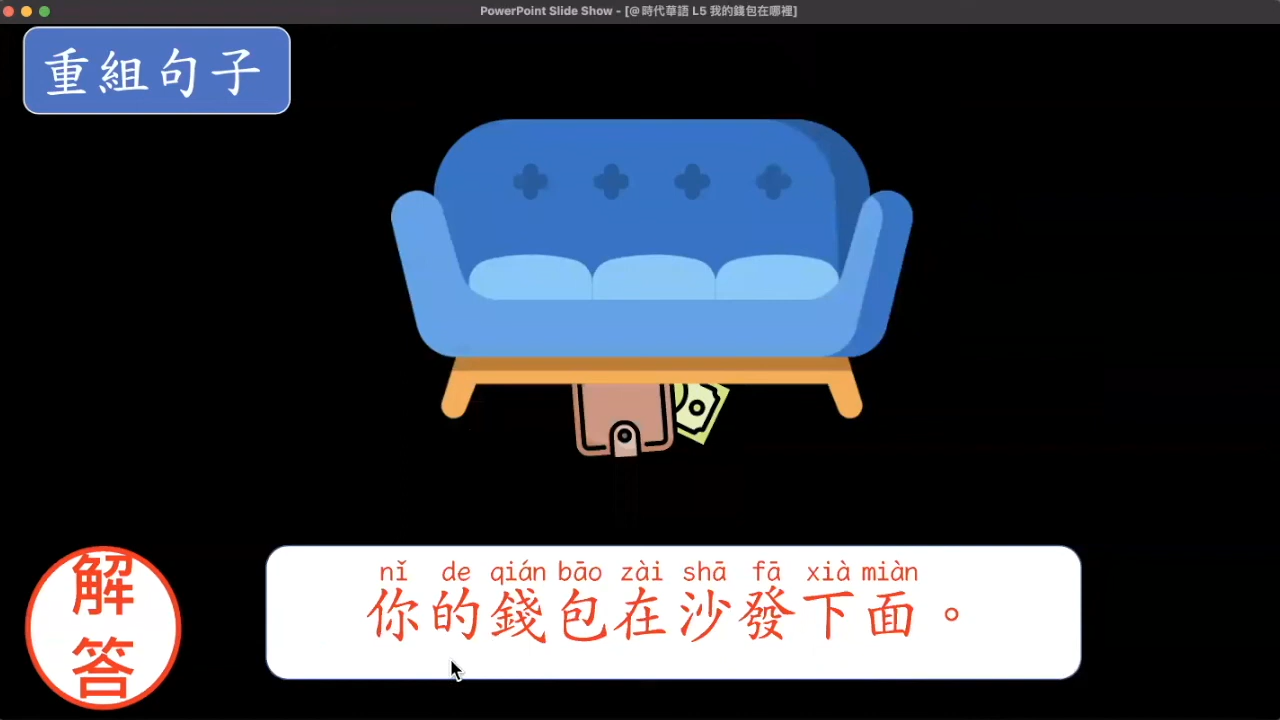 PowerPoint Slide Show - [@時代華語 L5 我的錢包在哪裡]
重組句子
解
答
nǐ de qián bāo zài shā fā xià miàn
你的錢包在沙發下面。